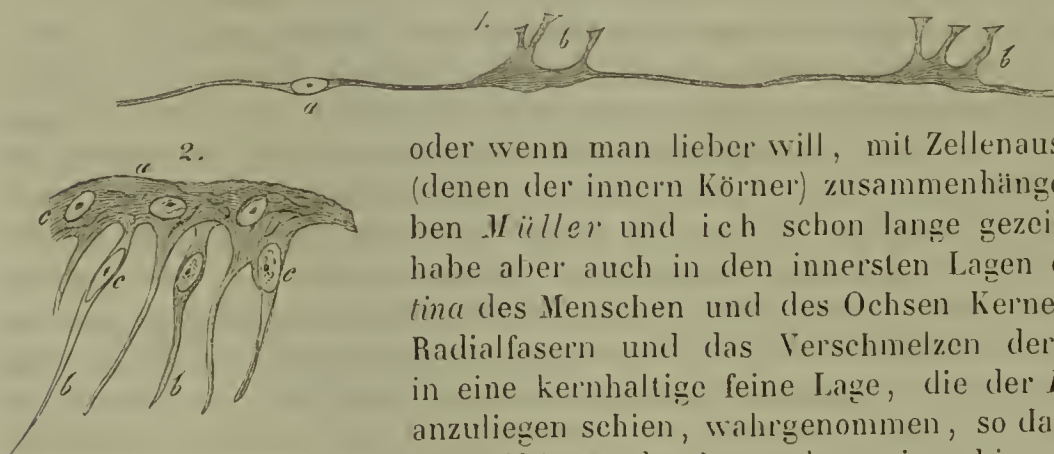 1.
b
b
a
2.
a
c
c
c
b
b
oder wenn man lieber will, mit Zellenaus
(denen der innern Körner) zusammenhänge
ben Müller und ich schon lange gezei
habe aber auch in den innersten Lagen
tina des Menschen und des Ochsen Kerne
Radialfasern und das Verschmelzen der
in eine kernhaltige feine Lage, die der
anzuliegen schien, wahrgenommen, so da